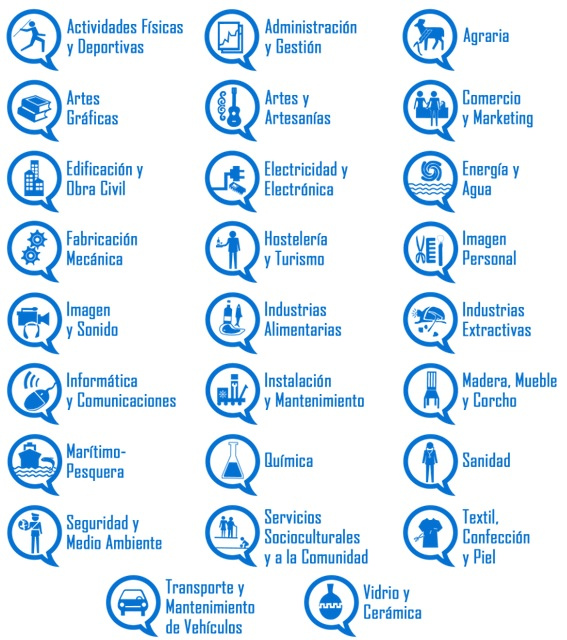 Actividades Físicas
y Deportivas
Administración
y Gestión
Agraria
Artes
Gráficas
Artes y
Artesanías
Comercio
y Marketing
Edificación y
Obra Civil
Electricidad y
Electrónica
Energía y
Agua
Fabricación
Mecánica
Hostelería
y Turismo
Imagen
Personal
Imagen
y Sonido
Industrias
Alimentarias
Industrias
Extractivas
Informática
y Comunicaciones
Instalación
y Mantenimiento
Madera, Mueble
y Corcho
Marítimo-
Pesquera
Química
Sanidad
Seguridad y
Medio Ambiente
Servicios
Socioculturales
y a la Comunidad
Textil,
Confección
y Piel
Transporte y
Mantenimiento
de Vehículos
Vidrio y
Cerámica